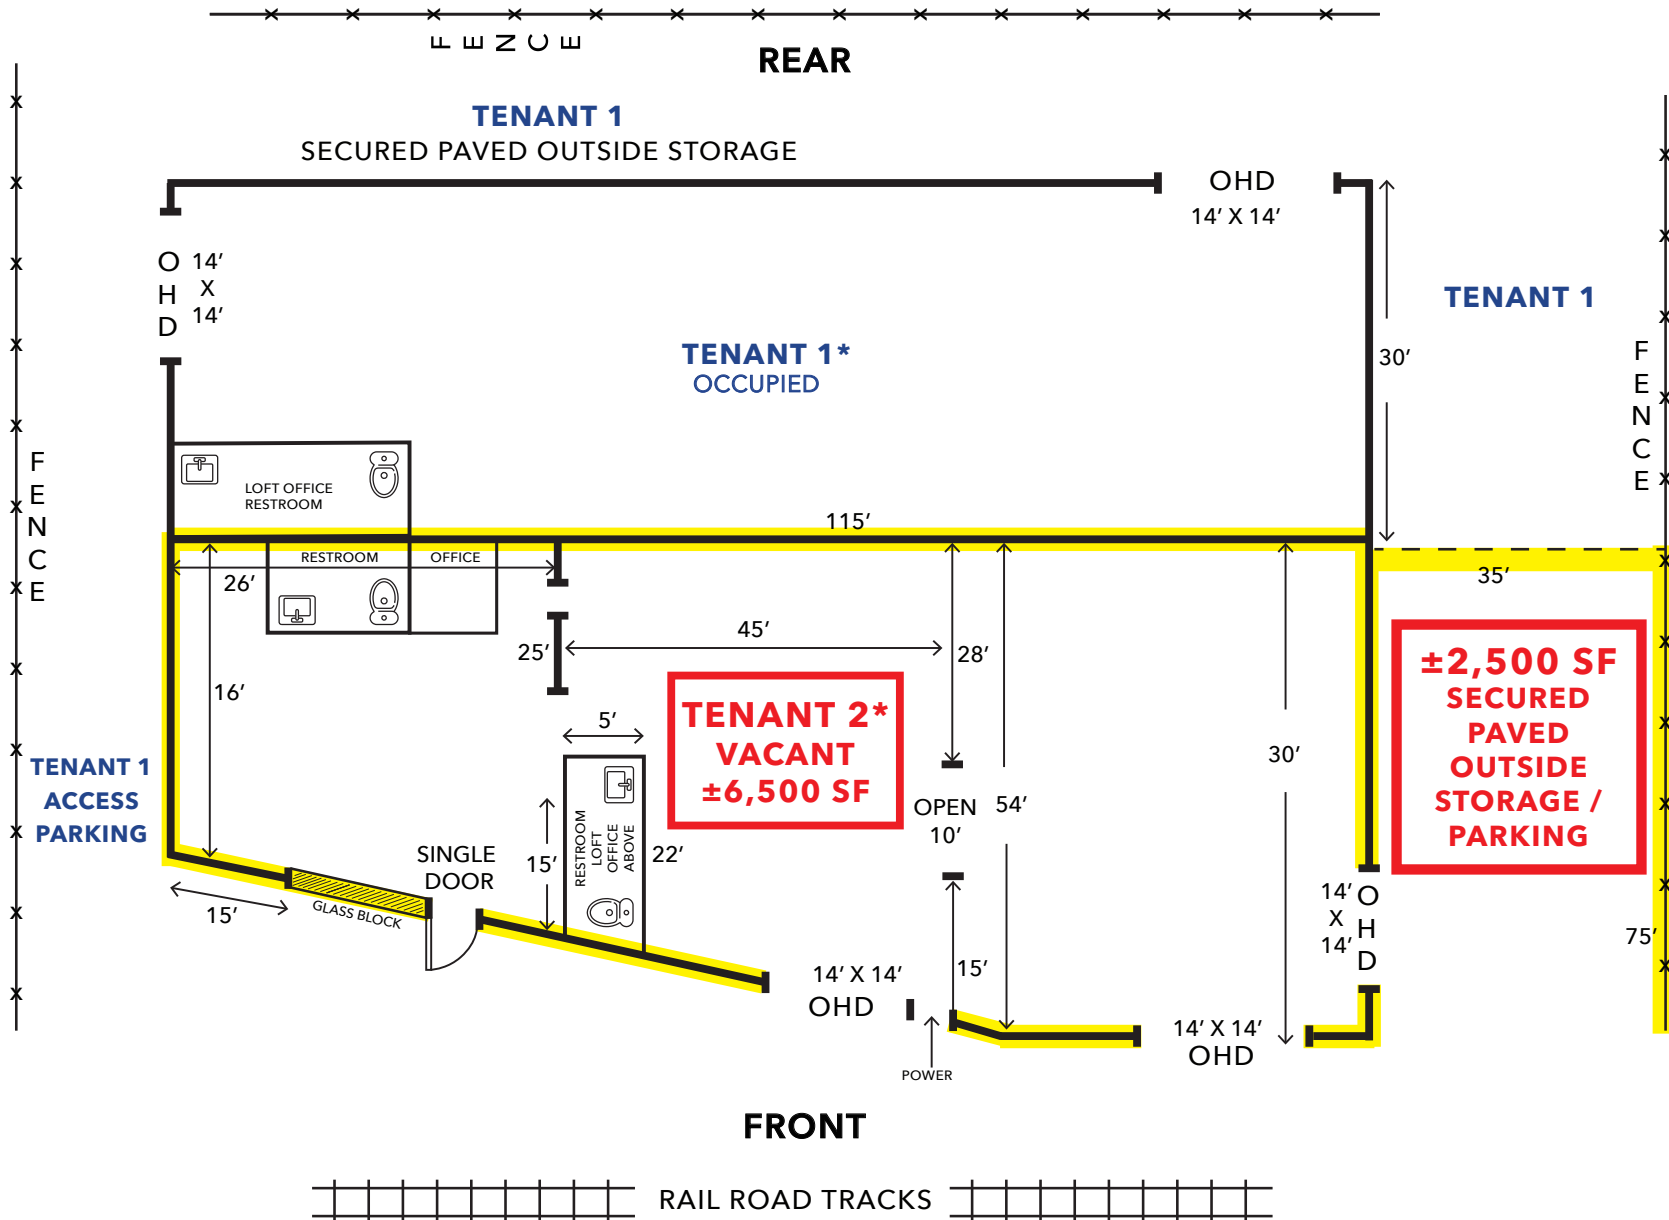 FENCE
REAR
TENANT 1
SECURED PAVED OUTSIDE STORAGE
OHD
14' X 14'
OHD
14'
X
14'
TENANT 1
TENANT 1*
OCCUPIED
30'
FENCE
FENCE
LOFT OFFICE
RESTROOM
115'
RESTROOM
OFFICE
26'
35'
45'
25'
28'
16'
5'
TENANT 2*
VACANT
±6,500 SF
±2,500 SF
SECURED
PAVED
OUTSIDE
STORAGE /
PARKING
30'
TENANT 1
ACCESS
PARKING
OPEN
10'
54'
SINGLE
DOOR
15'
RESTROOM
LOFT
OFFICE
ABOVE
22'
15'
GLASS BLOCK
14'
X
14'
OHD
75'
14' X 14'
OHD
15'
14' X 14'
OHD
POWER
FRONT
RAIL ROAD TRACKS